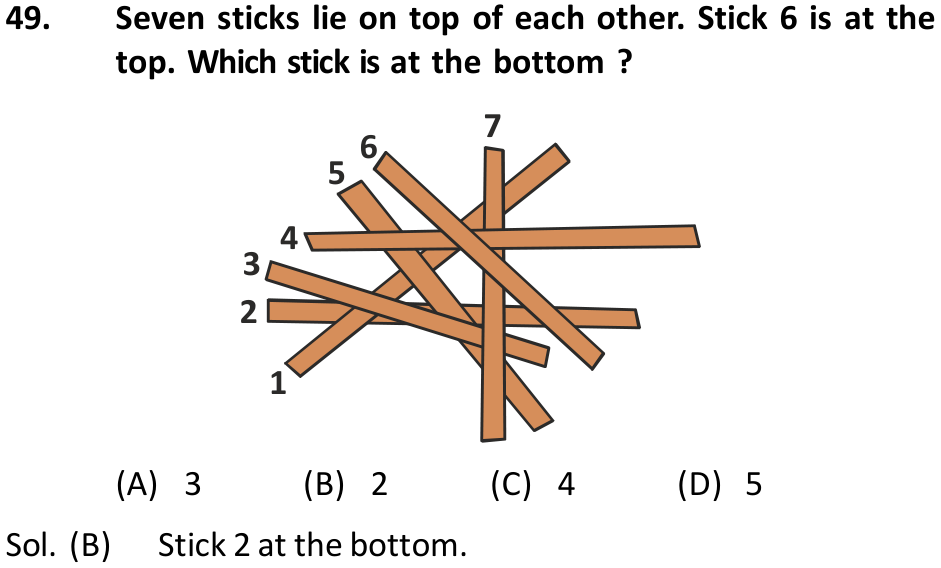 49. Seven sticks lie on top of each other. Stick 6 is at the
top. Which stick is at the bottom ?
7
6
5
4
3
2
1
(A) 3 (B) 2 (C) 4 (D) 5
Sol. (B) Stick 2 at the bottom.